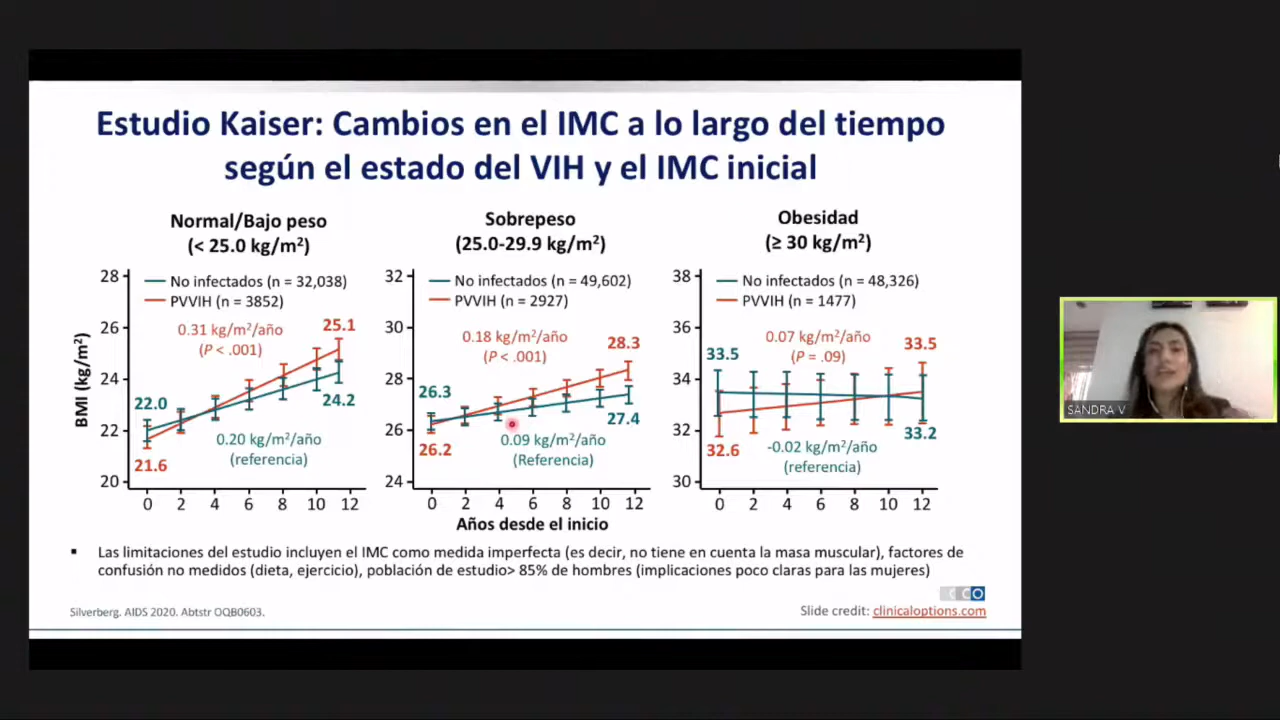 Estudio Kaiser: Cambios en el IMC a lo largo del tiempo
según el estado del VIH y el IMC inicial
Normal/Bajo peso
(< 25.0 kg/m²)
28
26
24
22
20
BMI (kg/m²)
No infectados (n = 32,038)
PVVIH (n = 3852)
0.31 kg/m²/año
(P < .001)
25.1
22.0
24.2
21.6
0.20 kg/m²/año
(referencia)
0 2 4 6 8 10 12
Sobrepeso
(25.0-29.9 kg/m²)
32
30
28
26
24
No infectados (n = 49,602)
PVVIH (n = 2927)
0.18 kg/m²/año
(P < .001)
28.3
26.3
27.4
26.2
0.09 kg/m²/año
(Referencia)
0 2 4 6 8 10 12
Años desde el inicio
Obesidad
(≥ 30 kg/m²)
38
36
34
32
30
No infectados (n = 48,326)
PVVIH (n = 1477)
0.07 kg/m²/año
(P = .09)
33.5
33.5
33.2
32.6
-0.02 kg/m²/año
(referencia)
0 2 4 6 8 10 12
▪ Las limitaciones del estudio incluyen el IMC como medida imperfecta (es decir, no tiene en cuenta la masa muscular), factores de
confusión no medidos (dieta, ejercicio), población de estudio> 85% de hombres (implicaciones poco claras para las mujeres)
Silverberg. AIDS 2020. Abtstr OQB0603.
CCO
Slide credit: clinicaloptions.com
SANDRA V